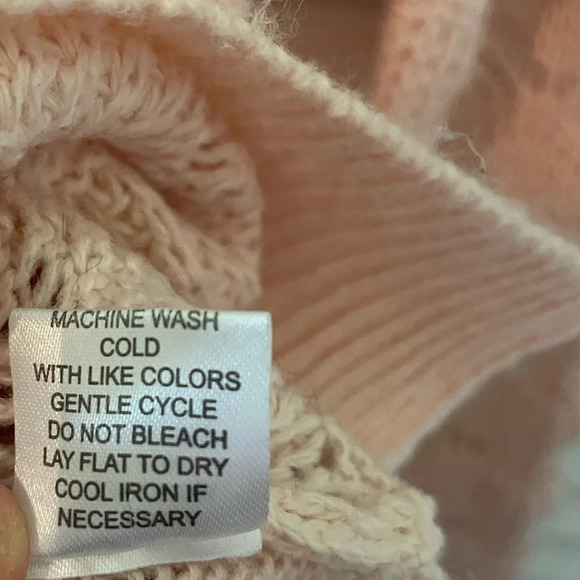 MACHINE WASH
COLD
WITH LIKE COLORS
GENTLE CYCLE
DO NOT BLEACH
LAY FLAT TO DRY
COOL IRON IF
NECESSARY